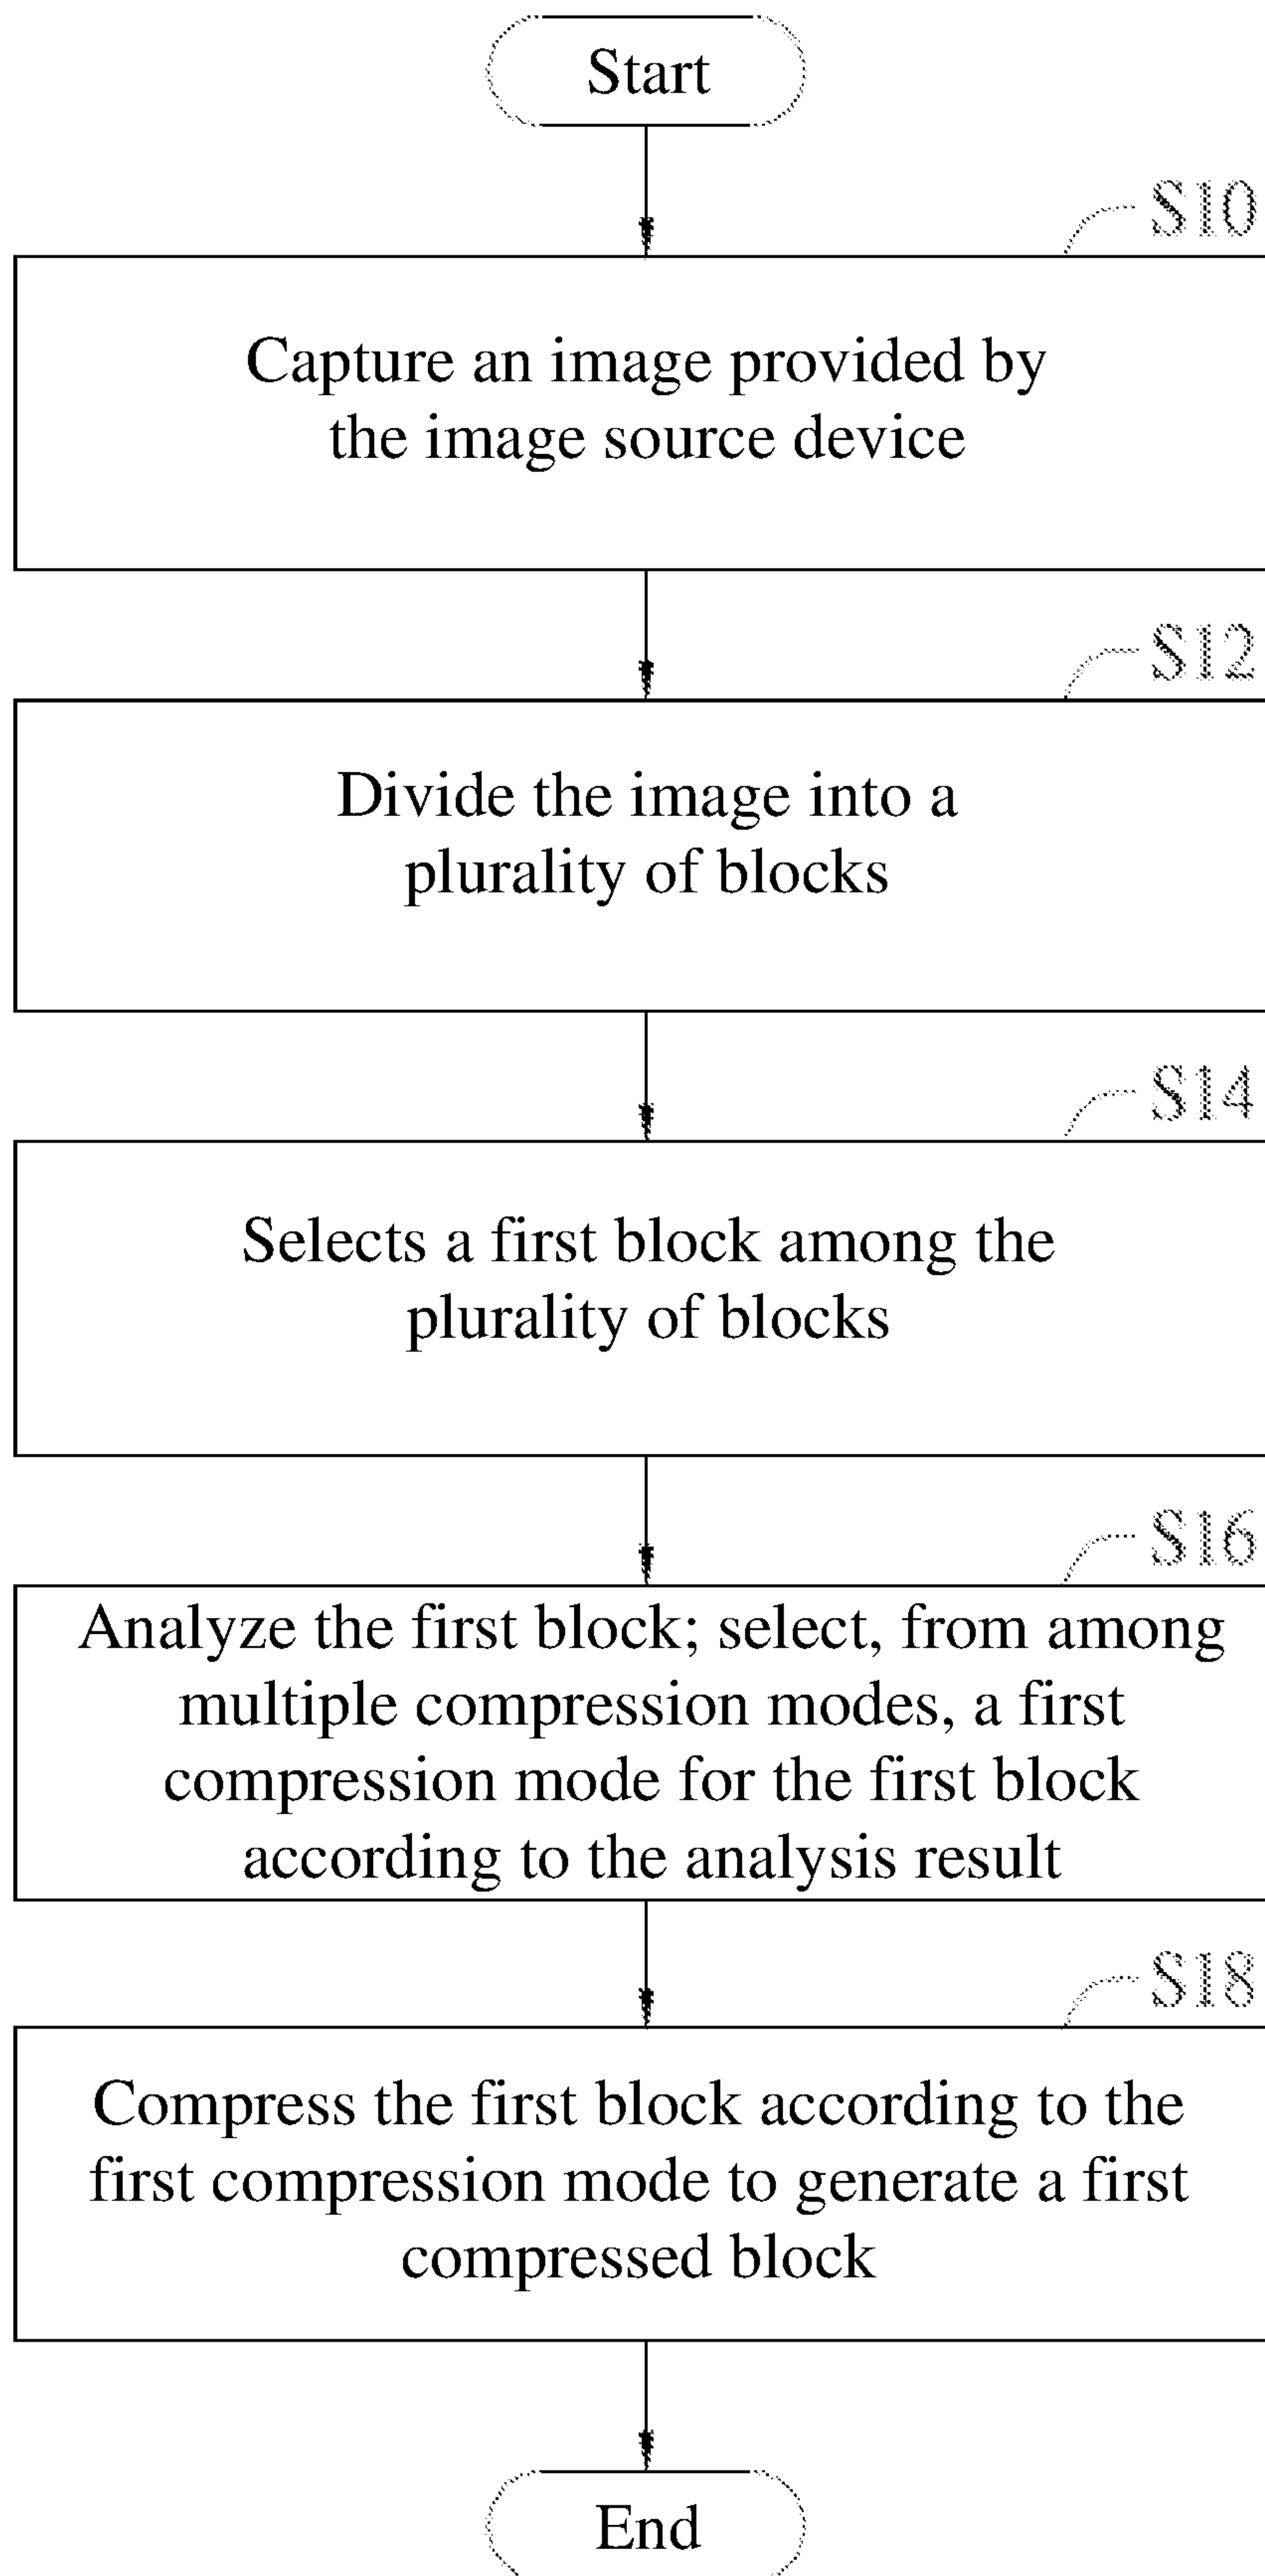 Start
S10
Capture an image provided by
the image source device
S12
Divide the image into a
plurality of blocks
S14
Selects a first block among the
plurality of blocks
S16
Analyze the first block; select, from among
multiple compression modes, a first
compression mode for the first block
according to the analysis result
S18
Compress the first block according to the
first compression mode to generate a first
compressed block
End